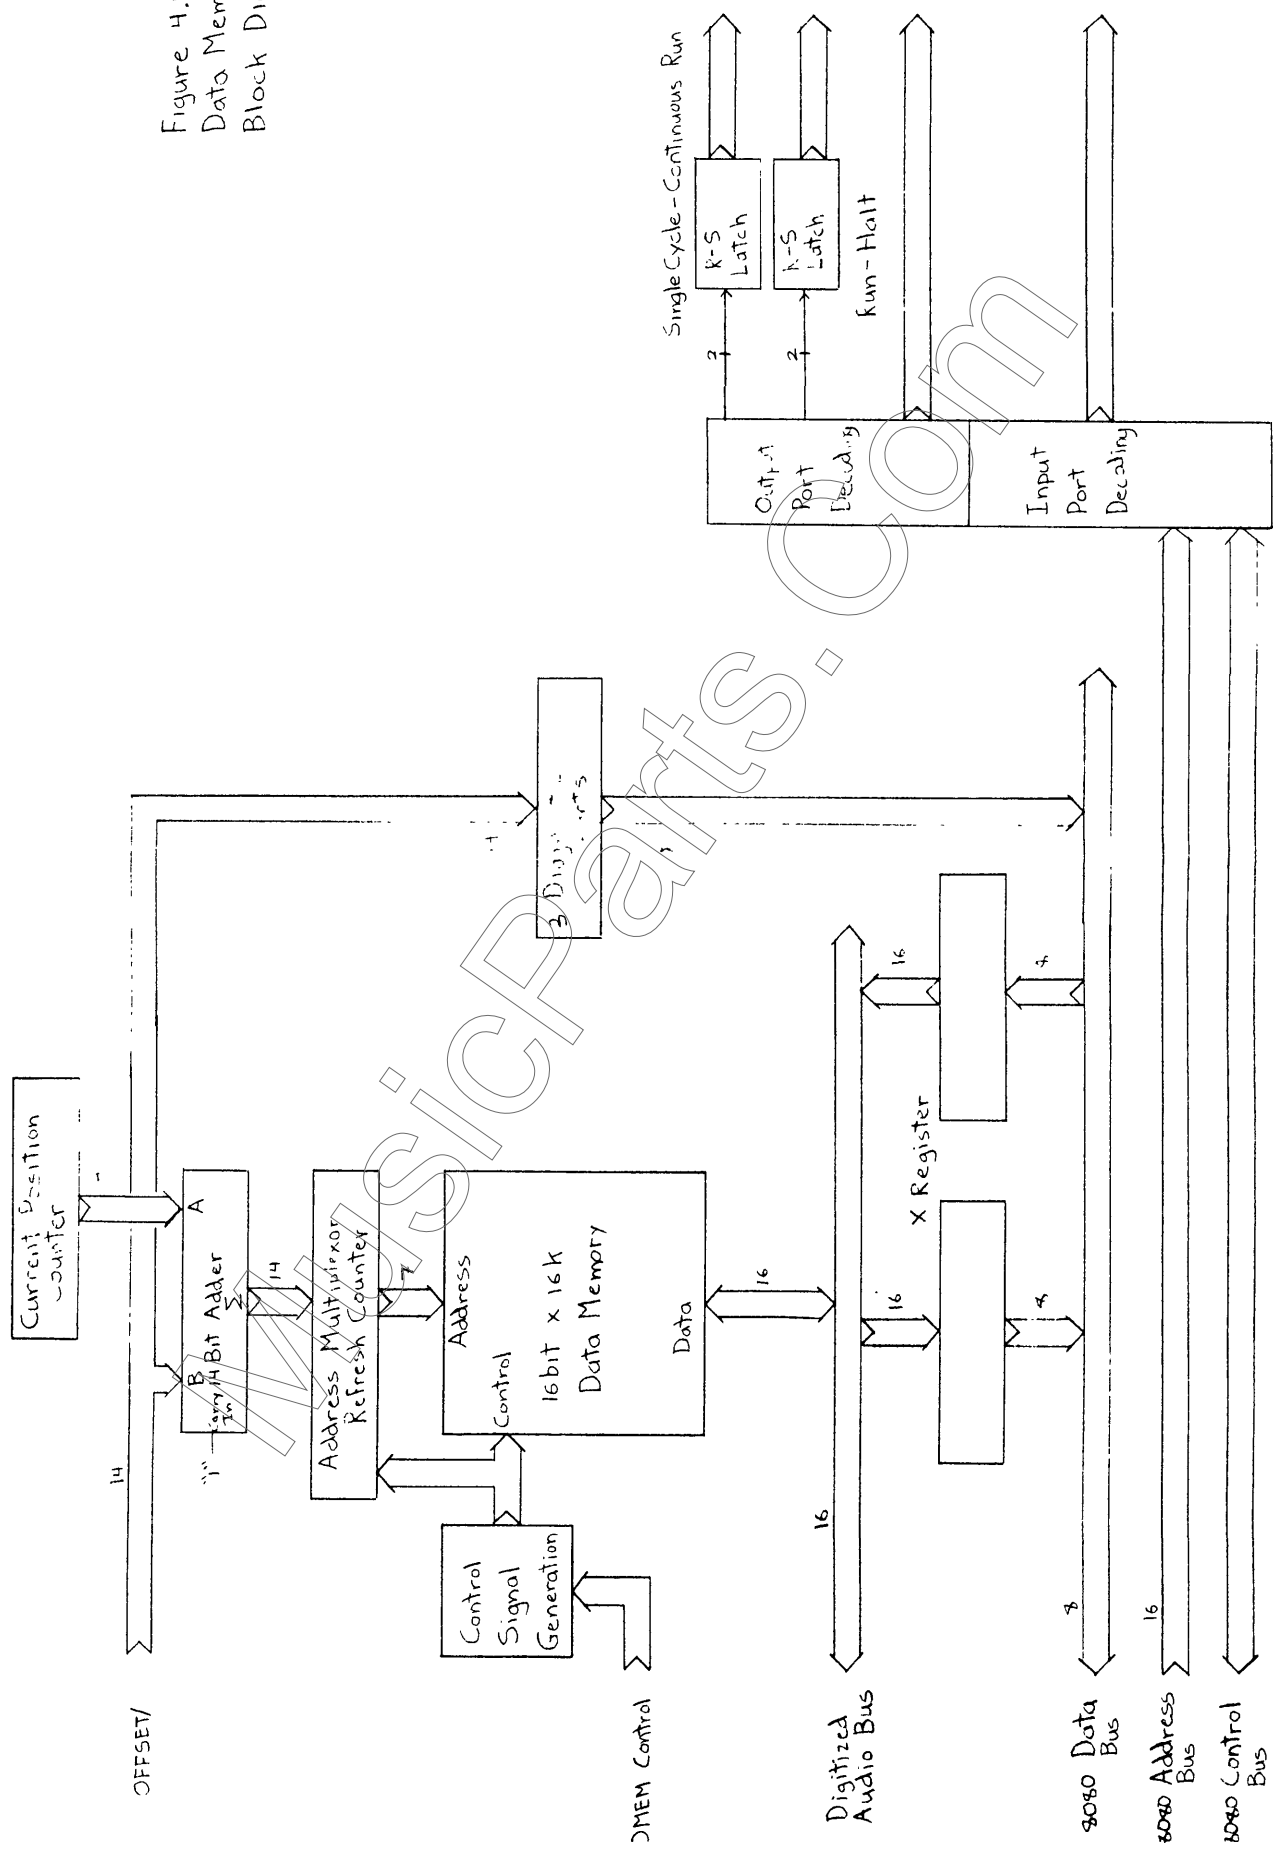 Figure 4.
Data Mem
Block Di
Current Position
Counter
OFFSET/
14
"1"
Carry
In
B
14 Bit Adder
Σ
A
14
Address Multiplexor
Refresh Counter
7
Address
Control
16bit x 16k
Data Memory
Data
Control
Signal
Generation
DMEM Control
16
16
Digitized
Audio Bus
16
8
X Register
16
3
8
8080 Data
Bus
16
8080 Address
Bus
8080 Control
Bus
Output
Port
Decoding
Input
Port
Decoding
2
2
R-S
Latch
R-S
Latch
Single Cycle - Continuous Run
Run-Halt
MusicParts.Com